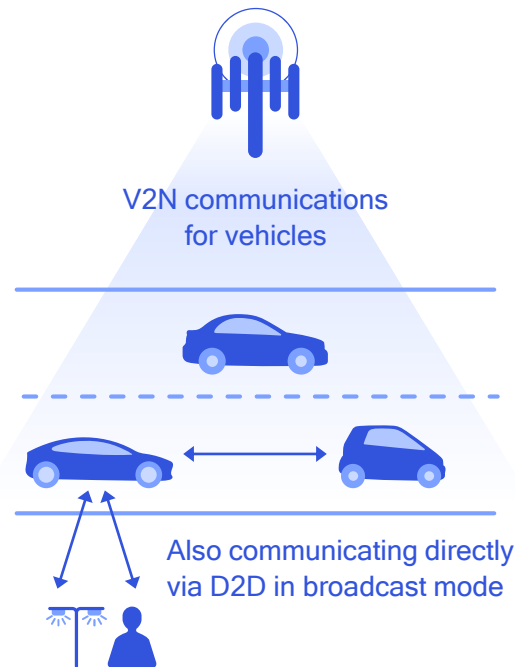 V2N communications
for vehicles
Also communicating directly
via D2D in broadcast mode